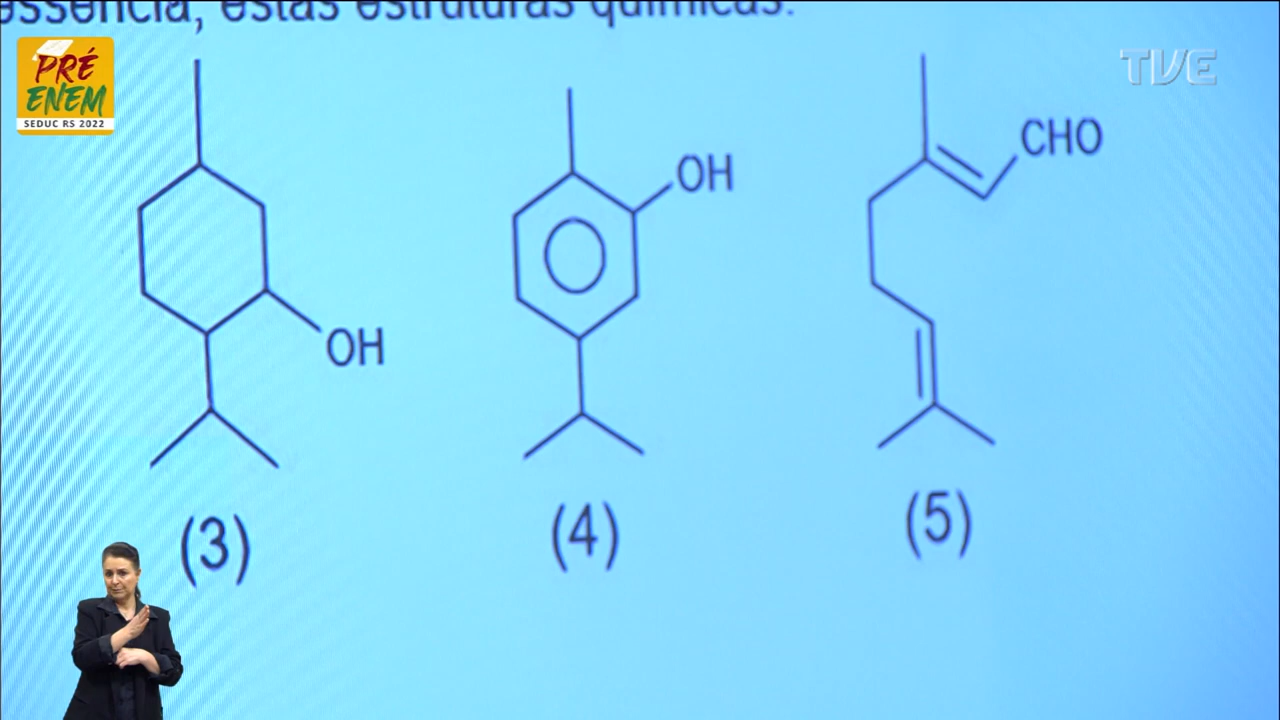 essência, estas estruturas químicas:
PRÉ
ENEM
SEDUC RS 2022
TVE
CHO
OH
OH
(3)
(4)
(5)